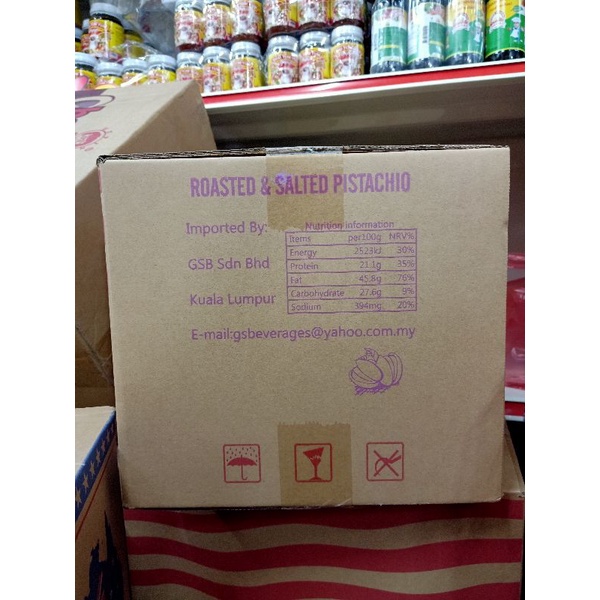 ROASTED & SALTED PISTACHIO
Imported By:
GSB Sdn Bhd
Kuala Lumpur
Nutrition information
Items per100g NRV%
Energy 2523kJ 30%
Protein 21.1g 35%
Fat 45.8g 76%
Carbohydrate 27.6g 9%
Sodium 394mg 20%
E-mail:gsbeverages@yahoo.com.my